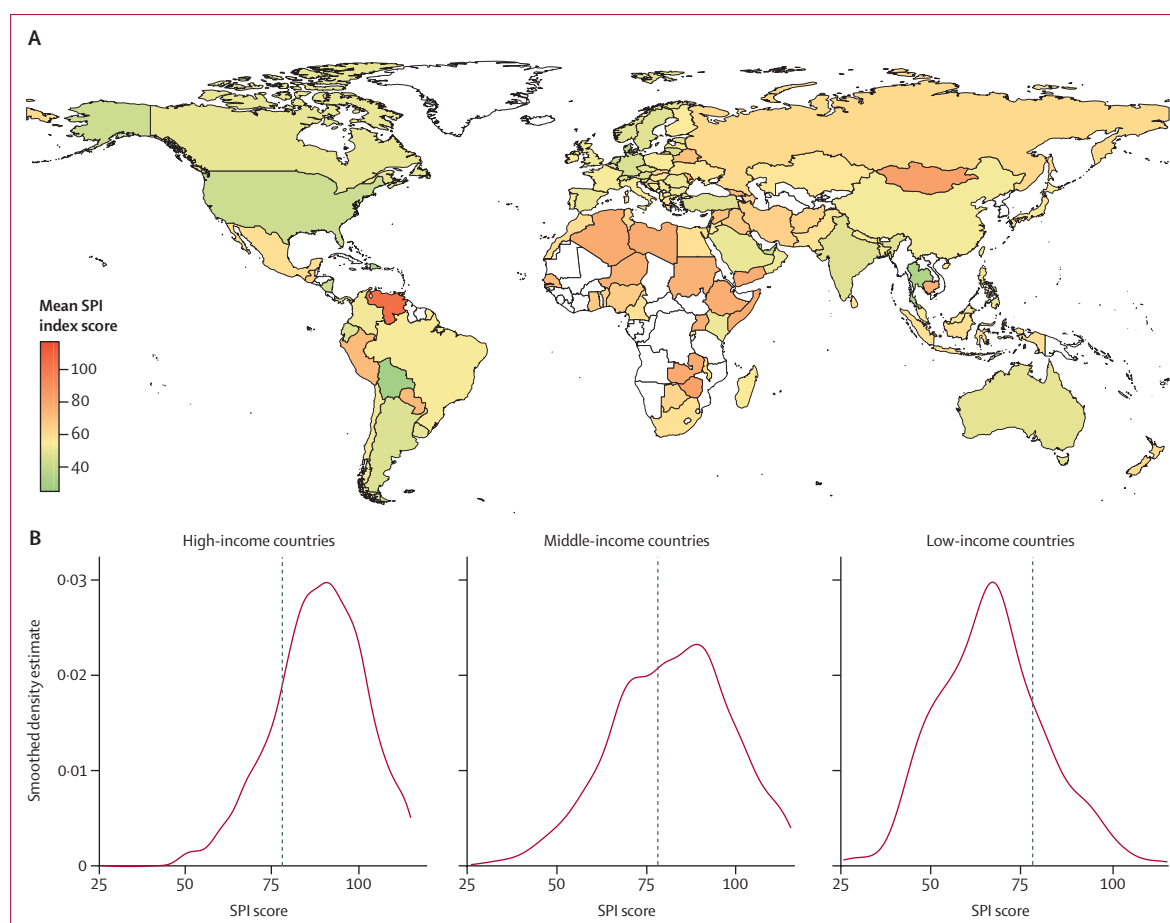 A
Mean SPI
index score
100
80
60
40
B
High-income countries
Middle-income countries
Low-income countries
Smoothed density estimate
0·03
0·02
0·01
0
25
50
75
100
SPI score
25
50
75
100
SPI score
25
50
75
100
SPI score